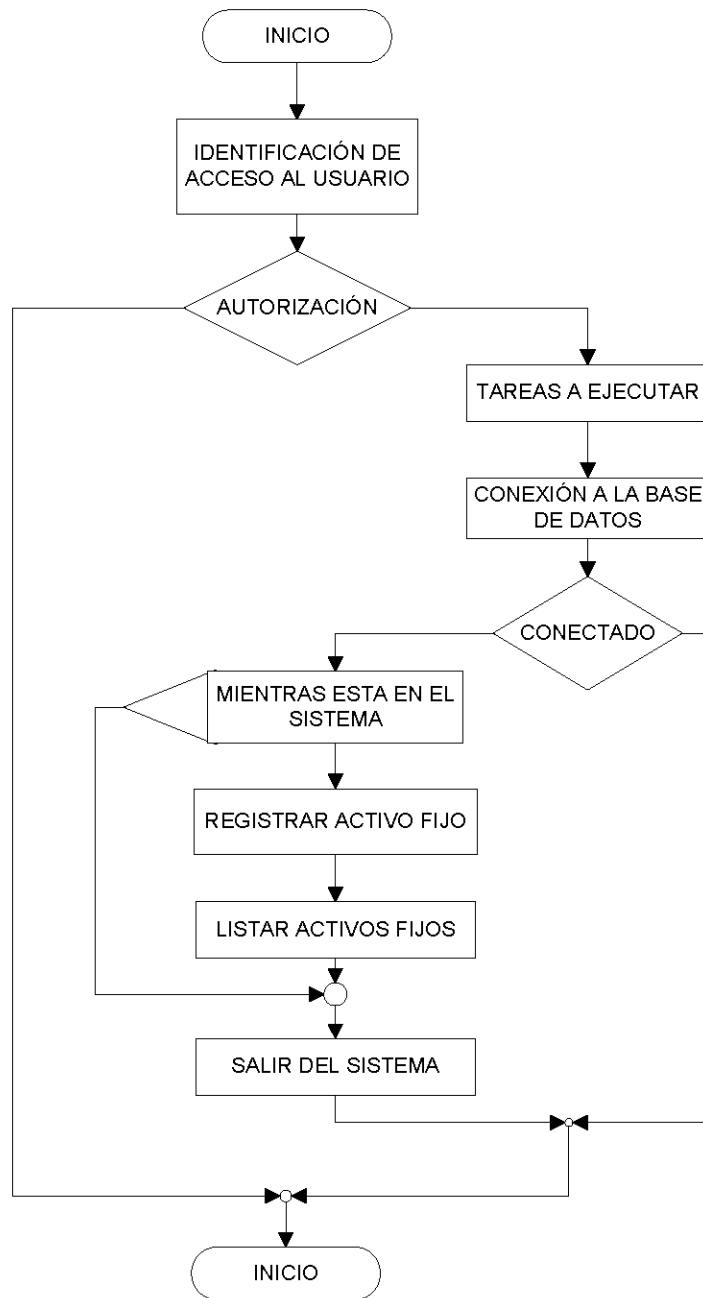 INICIO
IDENTIFICACIÓN DE
ACCESO AL USUARIO
AUTORIZACIÓN
TAREAS A EJECUTAR
CONEXIÓN A LA BASE
DE DATOS
CONECTADO
MIENTRAS ESTA EN EL
SISTEMA
REGISTRAR ACTIVO FIJO
LISTAR ACTIVOS FIJOS
SALIR DEL SISTEMA
INICIO